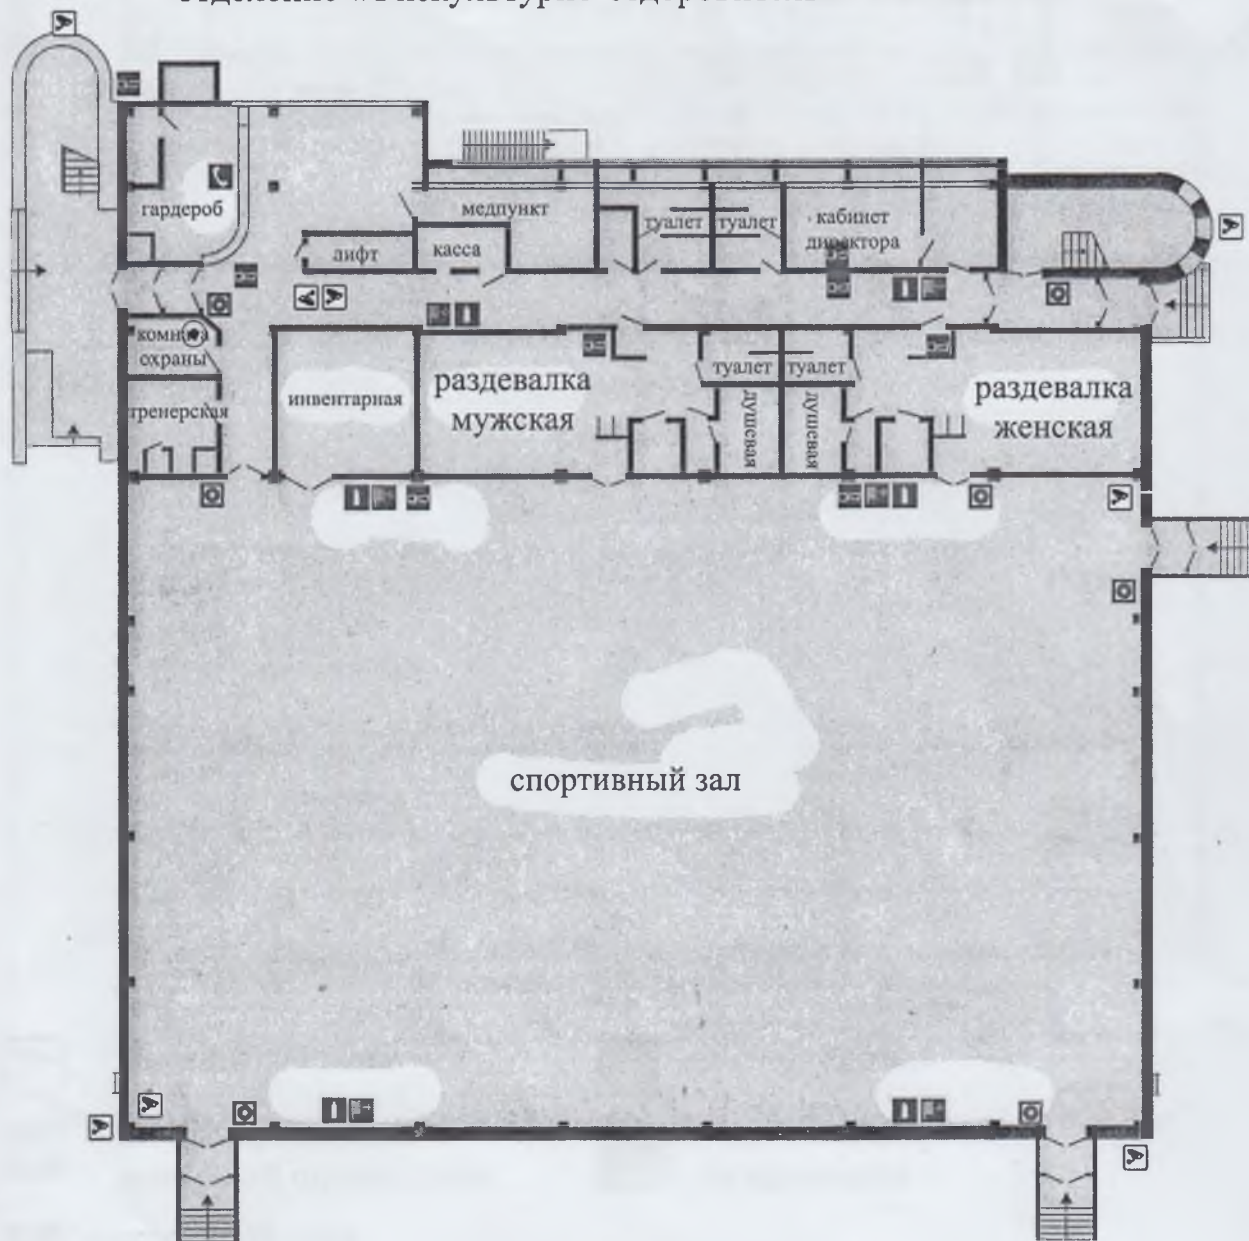 гардероб
медпункт
туалет
туалет
кабинет
директора
лифт
касса
комната
охраны
тренерская
инвентарная
раздевалка
мужская
туалет
туалет
душевая
душевая
раздевалка
женская
спортивный зал